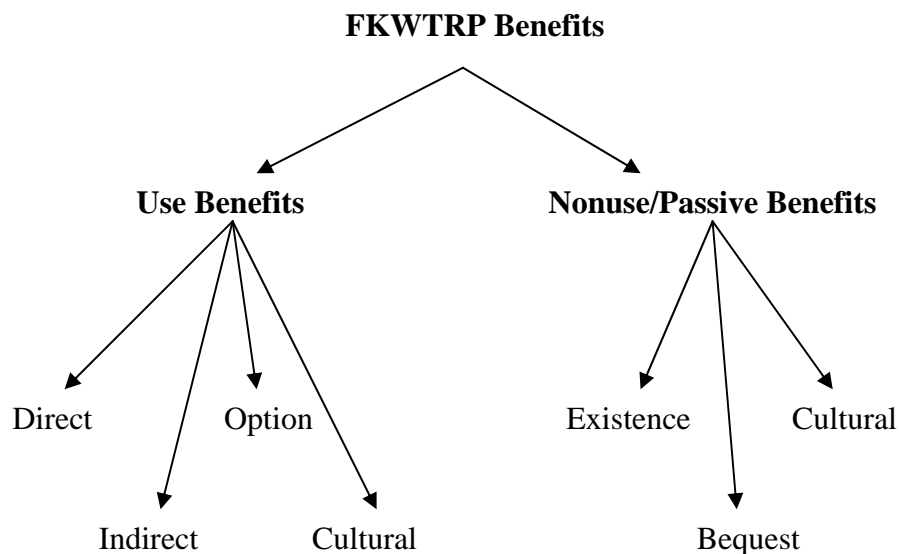 FKWTRP Benefits
Use Benefits
Nonuse/Passive Benefits
Direct
Option
Existence
Cultural
Indirect
Cultural
Bequest